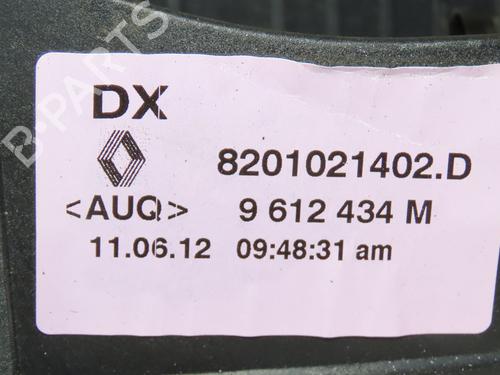 DX
8201021402.D
<AUQ> 9 612 434 M
11.06.12 09:48:31 am
B-PARTS